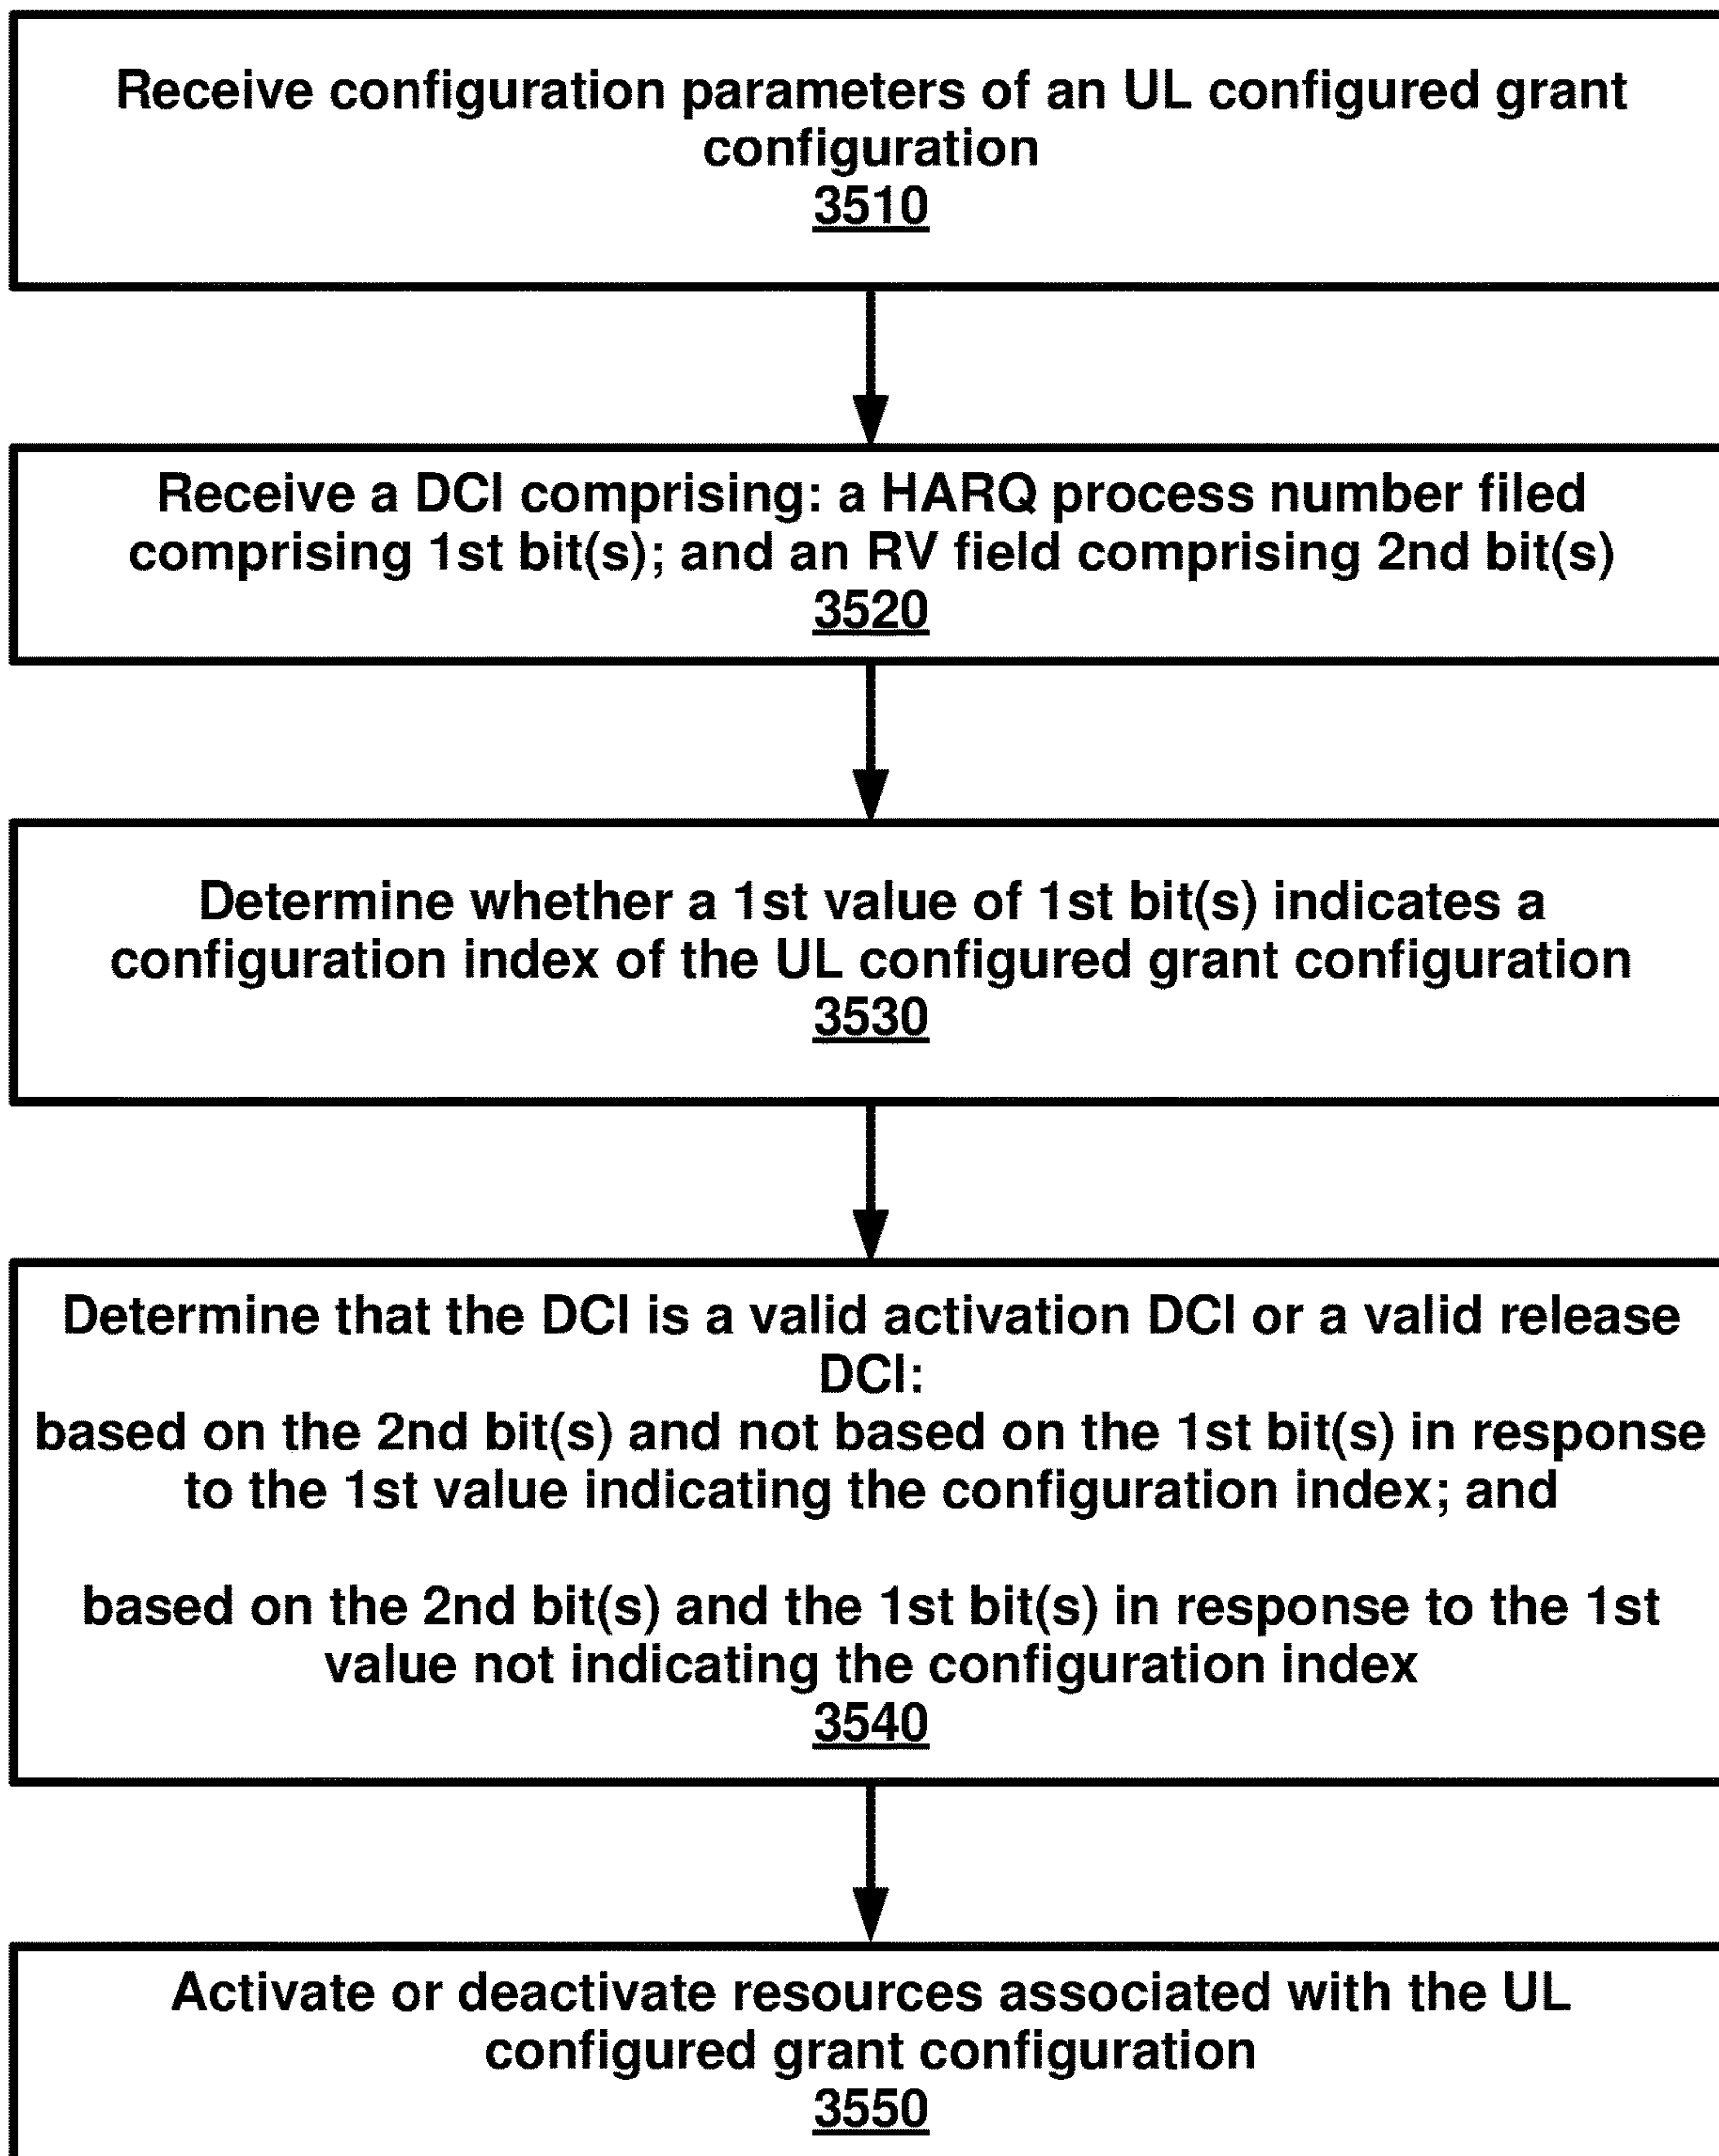 Receive configuration parameters of an UL configured grant
configuration
3510
Receive a DCI comprising: a HARQ process number filed
comprising 1st bit(s); and an RV field comprising 2nd bit(s)
3520
Determine whether a 1st value of 1st bit(s) indicates a
configuration index of the UL configured grant configuration
3530
Determine that the DCI is a valid activation DCI or a valid release
DCI:
based on the 2nd bit(s) and not based on the 1st bit(s) in response
to the 1st value indicating the configuration index; and
based on the 2nd bit(s) and the 1st bit(s) in response to the 1st
value not indicating the configuration index
3540
Activate or deactivate resources associated with the UL
configured grant configuration
3550